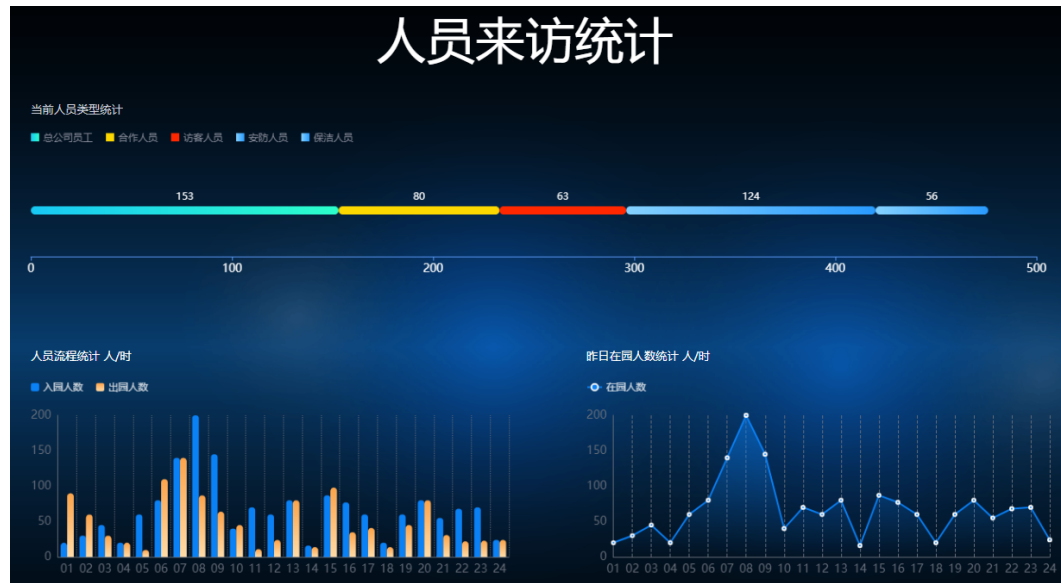 人员来访统计
当前人员类型统计
总公司员工 合作人员 访客人员 安防人员 保洁人员
153 80 63 124 56
0 100 200 300 400 500
人员流程统计 人/时
入园人数 出园人数
200
150
100
50
0
01 02 03 04 05 06 07 08 09 10 11 12 13 14 15 16 17 18 19 20 21 22 23 24
昨日在园人数统计 人/时
在园人数
200
150
100
50
0
01 02 03 04 05 06 07 08 09 10 11 12 13 14 15 16 17 18 19 20 21 22 23 24